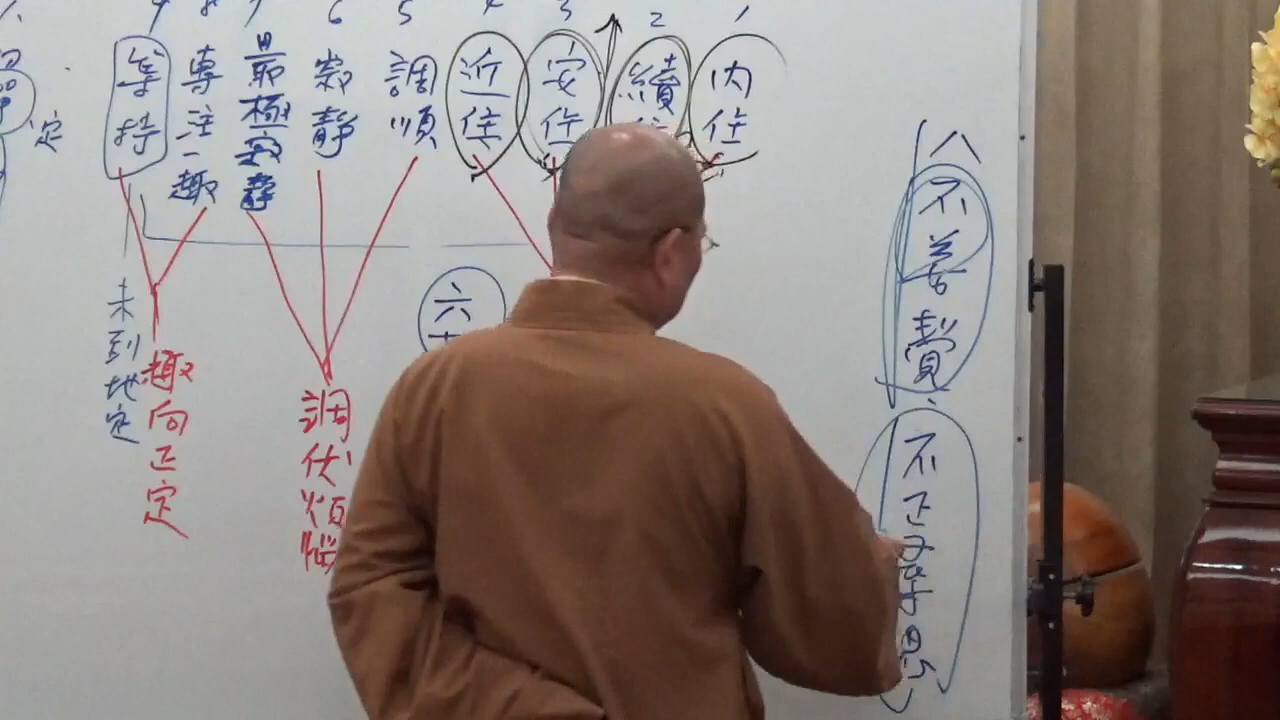 (不善覺、不正尋思)
1 內住
2 續
3 安住
4 近住
5 調順
6 寂靜
7 最極寂靜
8 專注一趣
9 等持
六
調伏煩惱
趣向正定
未到地定
定